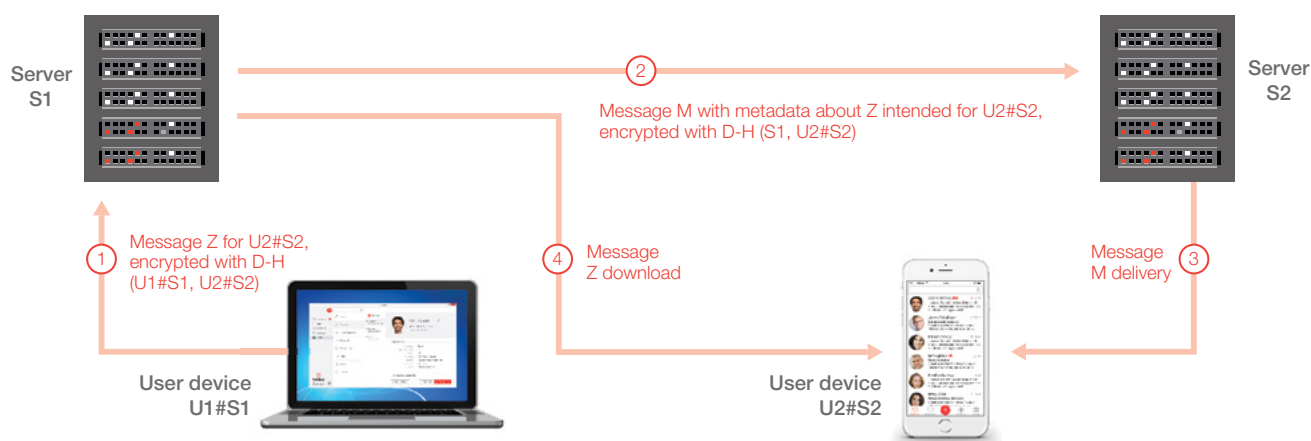 Server
S1
2
Server
S2
Message M with metadata about Z intended for U2#S2,
encrypted with D-H (S1, U2#S2)
1
Message Z for U2#S2,
encrypted with D-H
(U1#S1, U2#S2)
4
Message
Z download
Message
M delivery
3
User device
U1#S1
User device
U2#S2